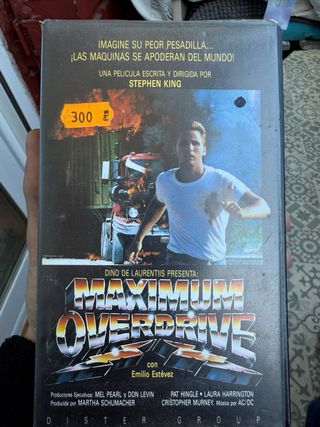 IMAGINE SU PEOR PESADILLA...
¡LAS MAQUINAS SE APODERAN DEL MUNDO!
UNA PELICULA ESCRITA Y DIRIGIDA POR
STEPHEN KING
300 Pts
DINO DE LAURENTIIS PRESENTA:
MAXIMUM
OVERDRIVE
con
Emilio Estévez
Productores Ejecutivos: MEL PEARL y DON LEVIN
Producida por MARTHA SCHUMACHER
PAT HINGLE • LAURA HARRINGTON
CRISTOPHER MURNEY. Música por AC/DC
DISTER GROUP